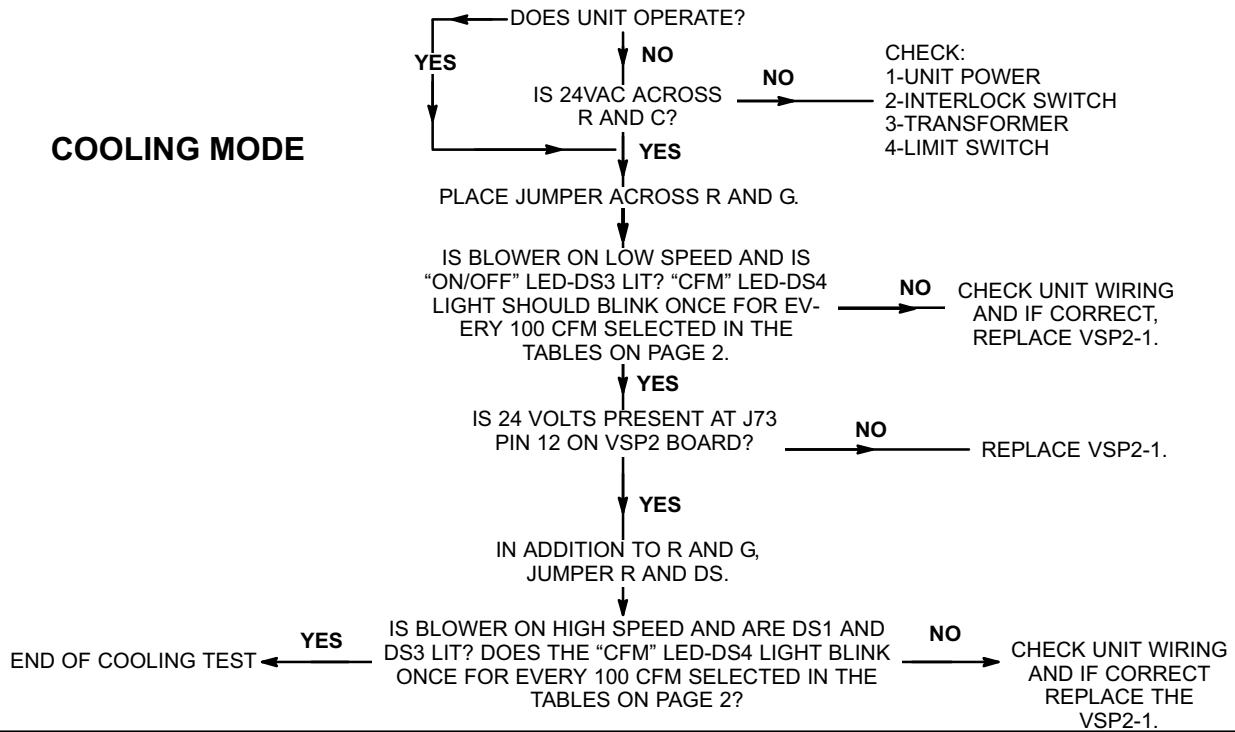 DOES UNIT OPERATE?
YES
NO
IS 24VAC ACROSS
R AND C?
NO
CHECK:
1-UNIT POWER
2-INTERLOCK SWITCH
3-TRANSFORMER
4-LIMIT SWITCH
COOLING MODE
YES
PLACE JUMPER ACROSS R AND G.
IS BLOWER ON LOW SPEED AND IS
“ON/OFF” LED-DS3 LIT? “CFM” LED-DS4
LIGHT SHOULD BLINK ONCE FOR EV-
ERY 100 CFM SELECTED IN THE
TABLES ON PAGE 2.
NO
CHECK UNIT WIRING
AND IF CORRECT,
REPLACE VSP2-1.
YES
IS 24 VOLTS PRESENT AT J73
PIN 12 ON VSP2 BOARD?
NO
REPLACE VSP2-1.
YES
IN ADDITION TO R AND G,
JUMPER R AND DS.
IS BLOWER ON HIGH SPEED AND ARE DS1 AND
DS3 LIT? DOES THE “CFM” LED-DS4 LIGHT BLINK
ONCE FOR EVERY 100 CFM SELECTED IN THE
TABLES ON PAGE 2?
YES
END OF COOLING TEST
NO
CHECK UNIT WIRING
AND IF CORRECT
REPLACE THE
VSP2-1.